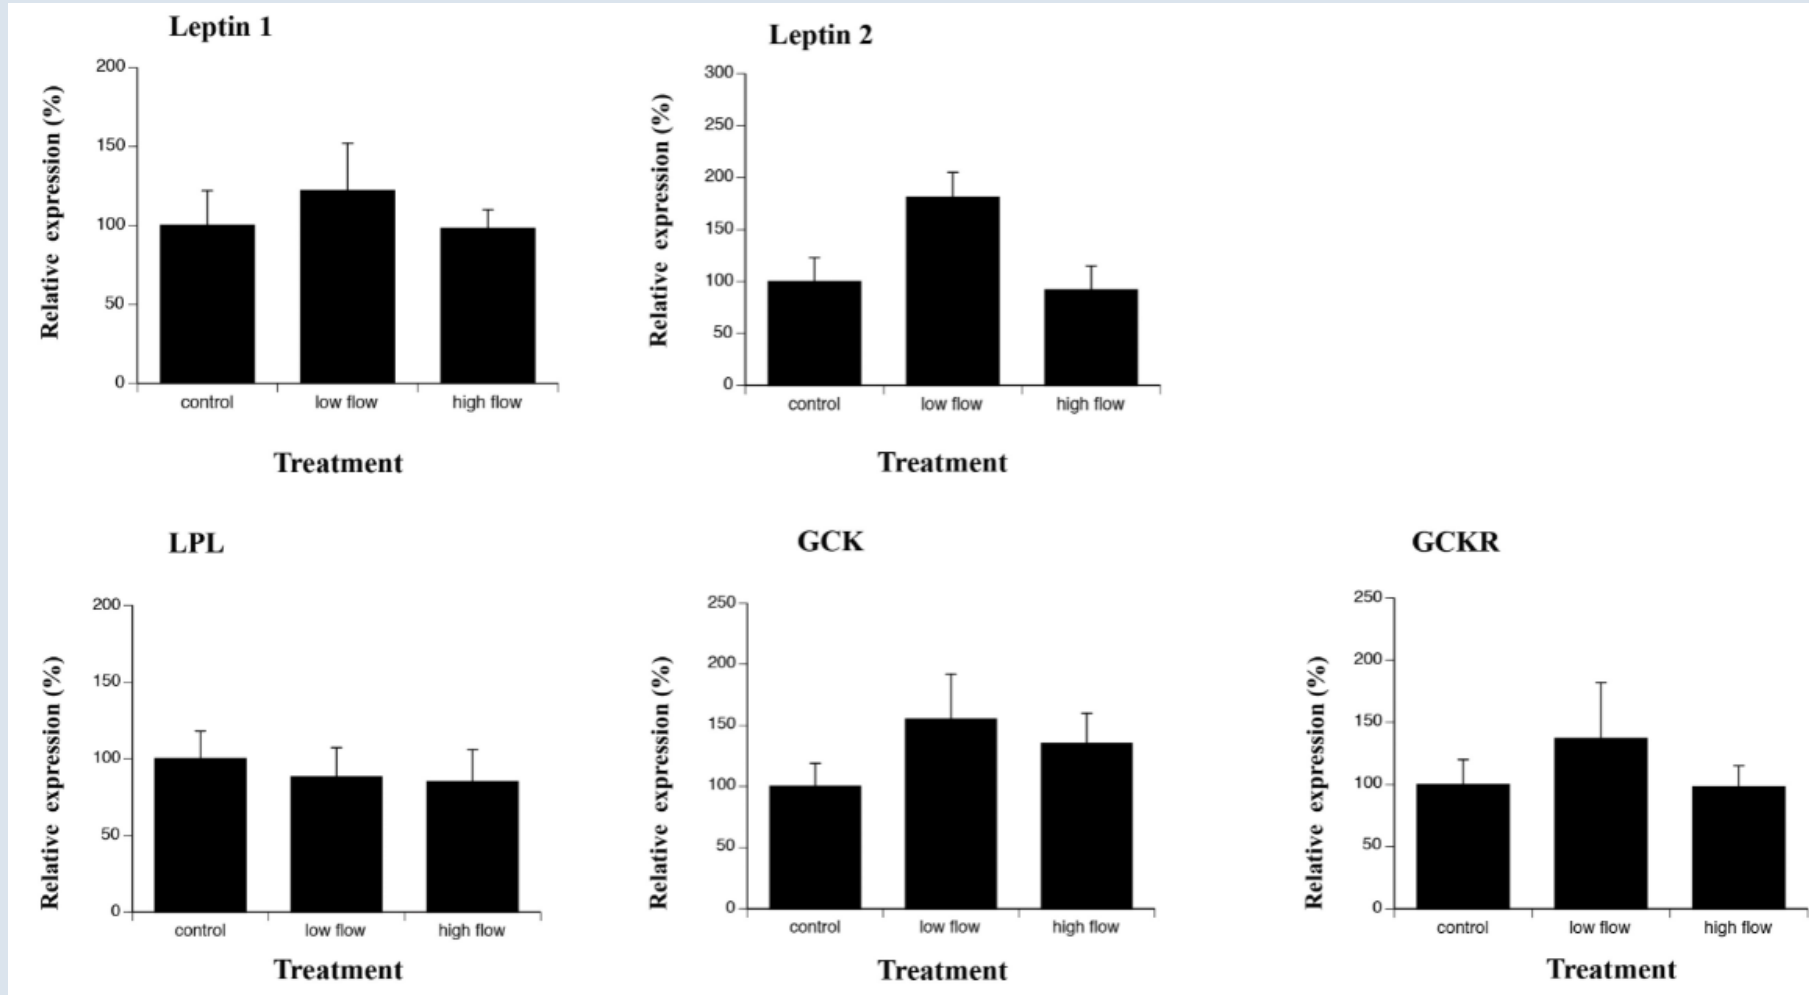 Leptin 1
Relative expression (%)
200
150
100
50
0
control low flow high flow
Treatment
Leptin 2
Relative expression (%)
300
250
200
150
100
50
0
control low flow high flow
Treatment
LPL
Relative expression (%)
200
150
100
50
0
control low flow high flow
Treatment
GCK
Relative expression (%)
250
200
150
100
50
0
control low flow high flow
Treatment
GCKR
Relative expression (%)
250
200
150
100
50
0
control low flow high flow
Treatment